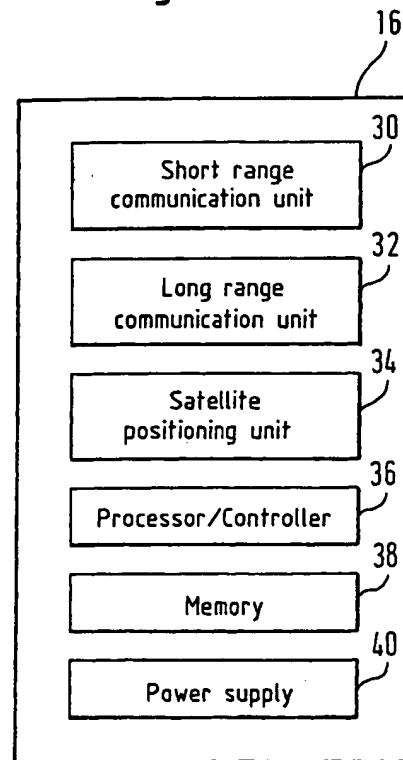 16
30
Short range
communication unit
32
Long range
communication unit
34
Satellite
positioning unit
36
Processor/Controller
38
Memory
40
Power supply